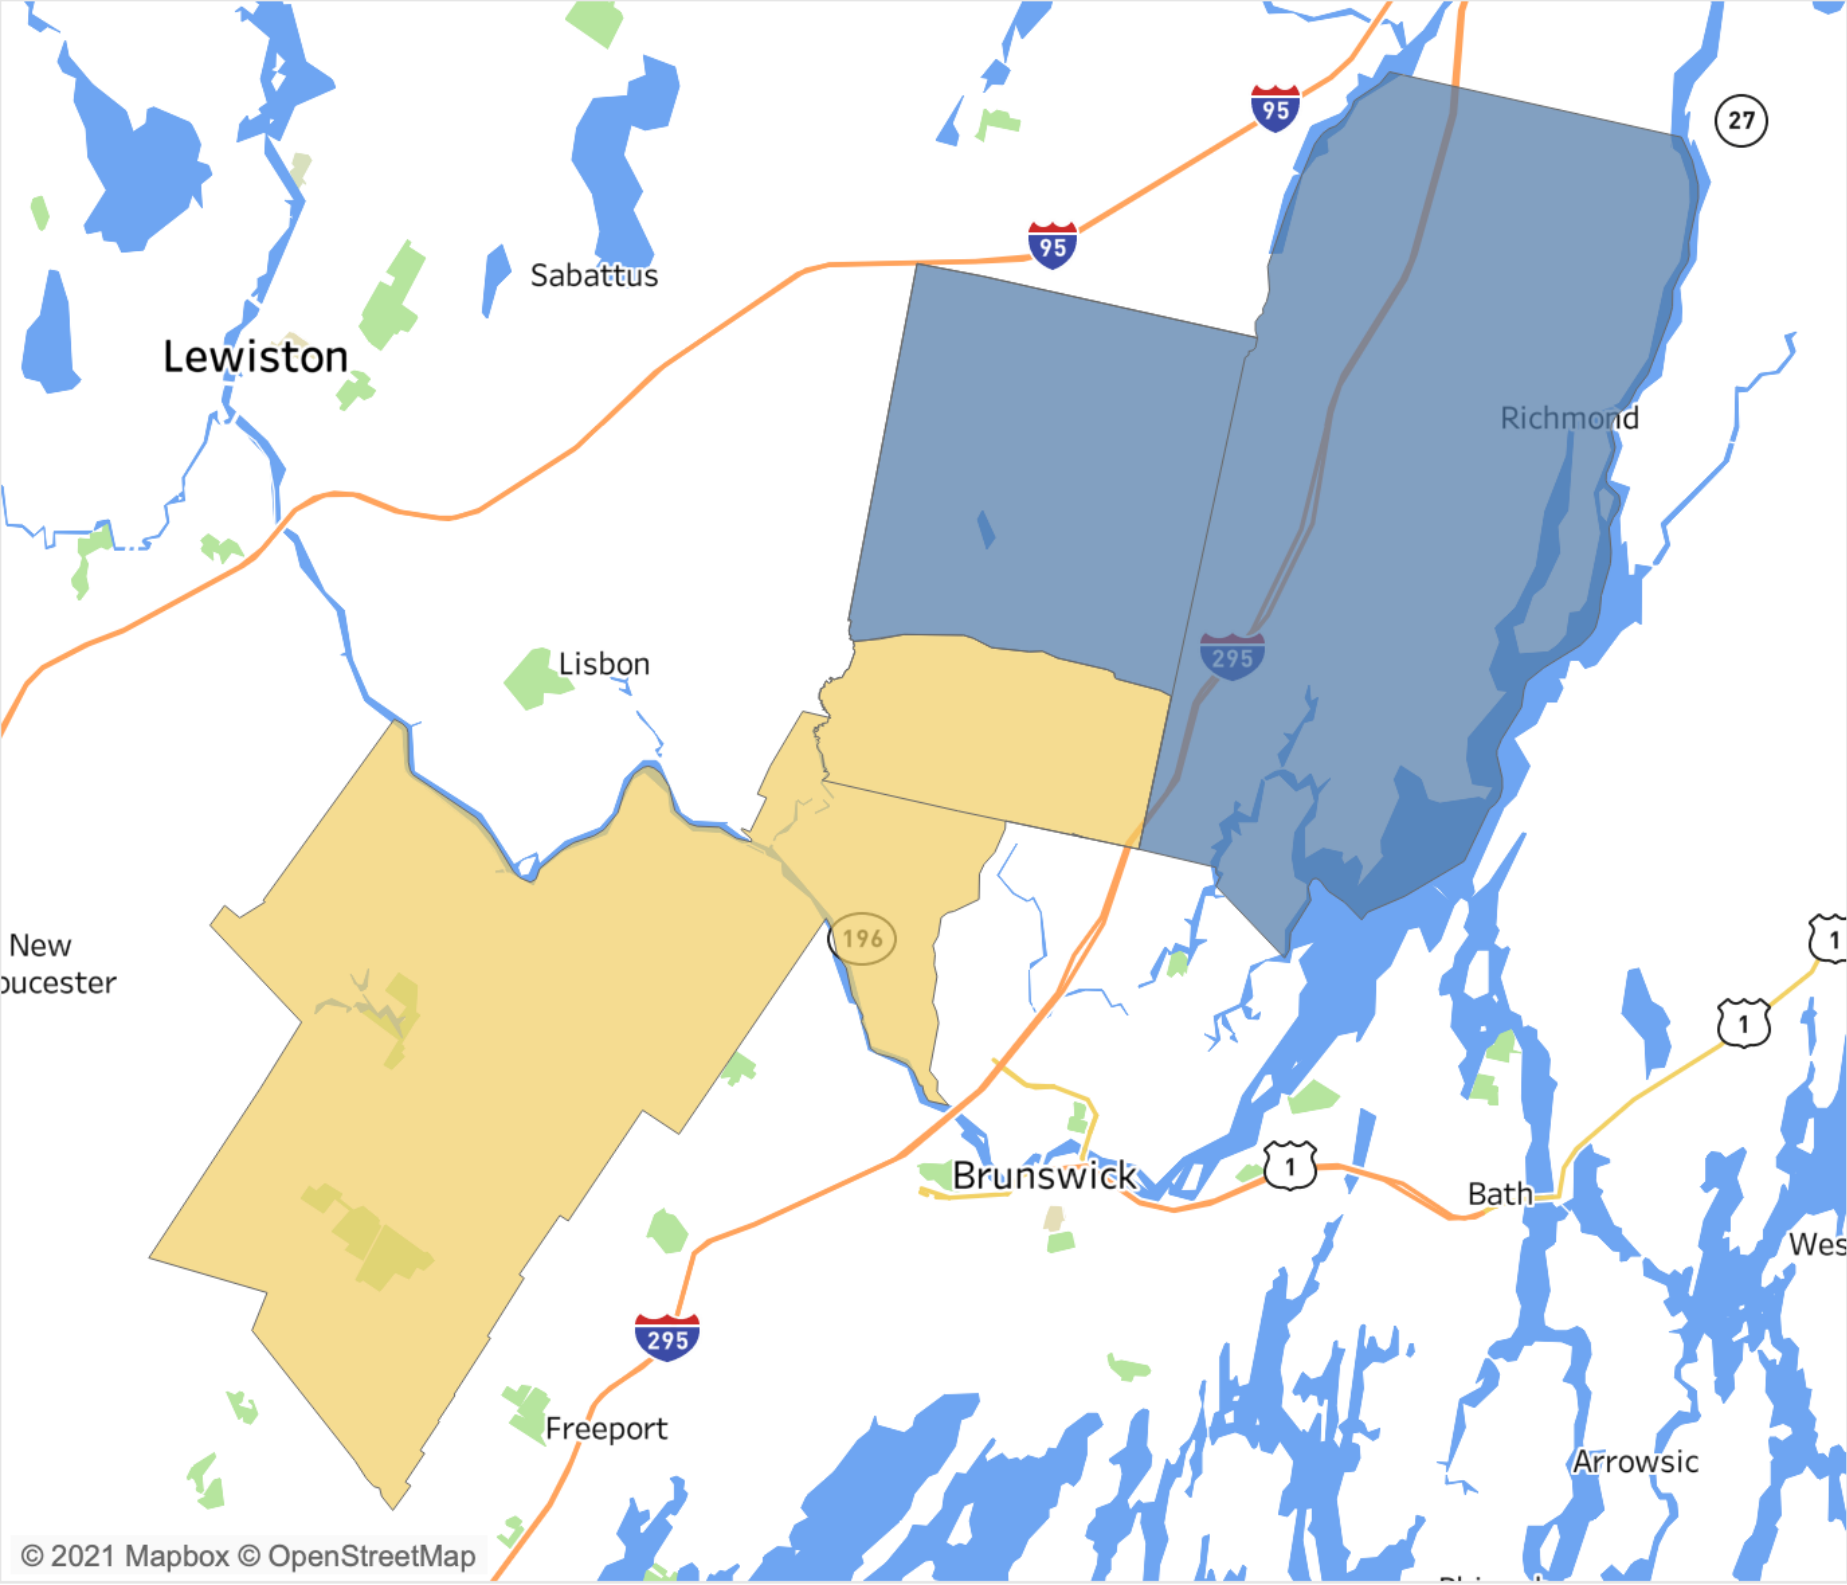 95
27
95
Sabattus
Lewiston
Richmond
295
Lisbon
196
New
oucester
1
1
Brunswick
1
Bath
Wes
295
Freeport
Arrowsic
© 2021 Mapbox © OpenStreetMap